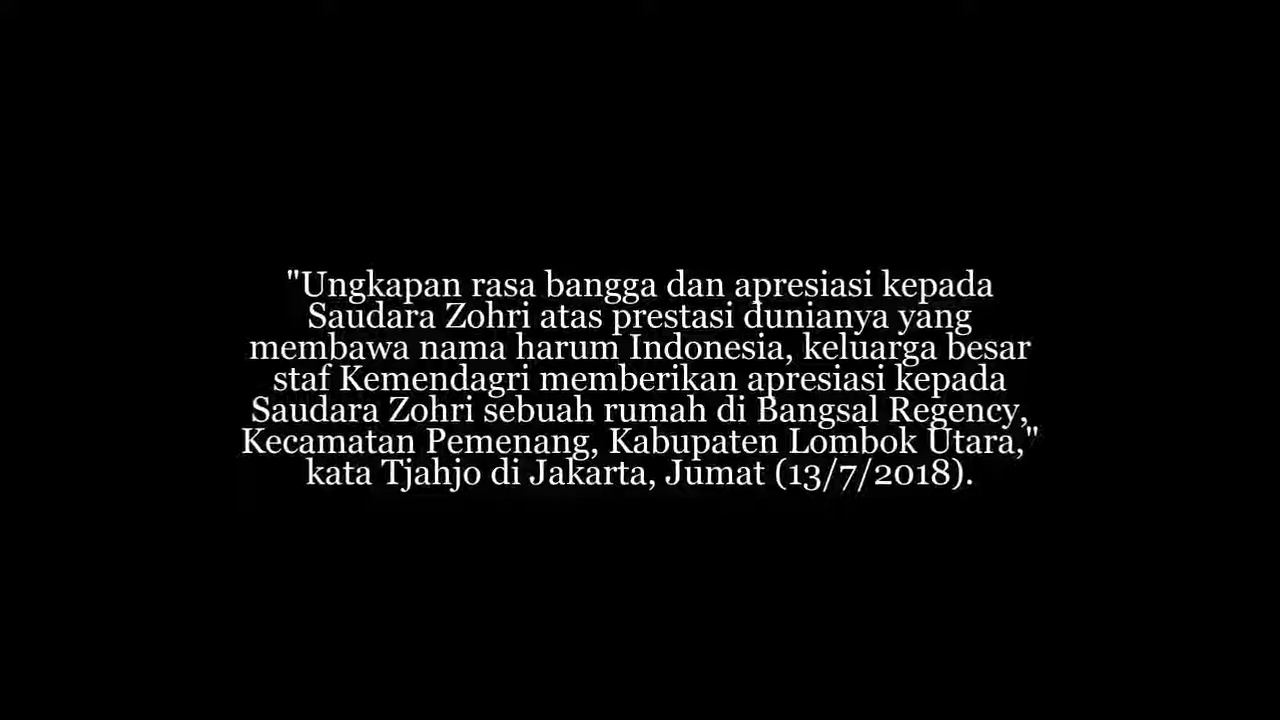 "Ungkapan rasa bangga dan apresiasi kepada
Saudara Zohri atas prestasi dunianya yang
membawa nama harum Indonesia, keluarga besar
staf Kemendagri memberikan apresiasi kepada
Saudara Zohri sebuah rumah di Bangsal Regency,
Kecamatan Pemenang, Kabupaten Lombok Utara,"
kata Tjahjo di Jakarta, Jumat (13/7/2018).